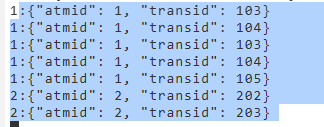 1:{"atmid": 1, "transid": 103}
1:{"atmid": 1, "transid": 104}
1:{"atmid": 1, "transid": 103}
1:{"atmid": 1, "transid": 104}
1:{"atmid": 1, "transid": 105}
2:{"atmid": 2, "transid": 202}
2:{"atmid": 2, "transid": 203}